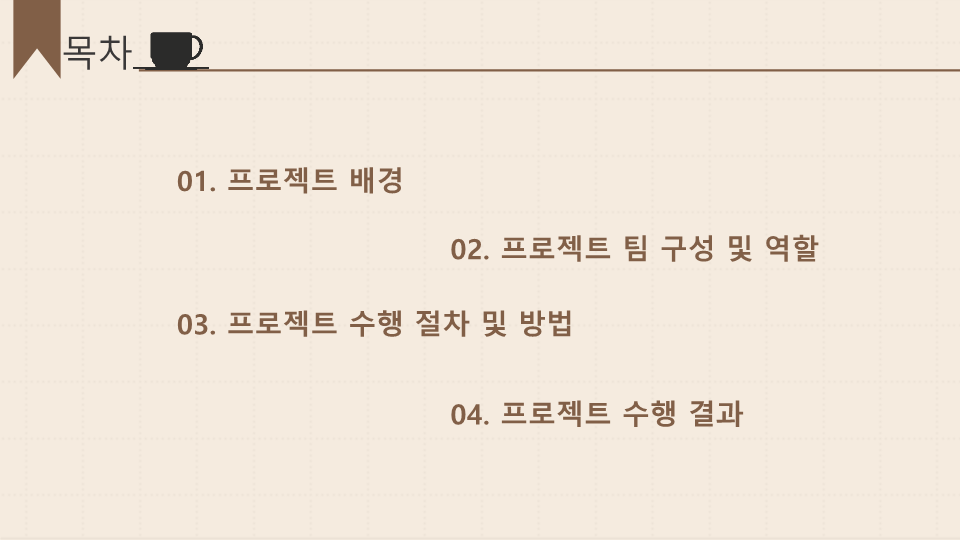 목차
01. 프로젝트 배경
02. 프로젝트 팀 구성 및 역할
03. 프로젝트 수행 절차 및 방법
04. 프로젝트 수행 결과